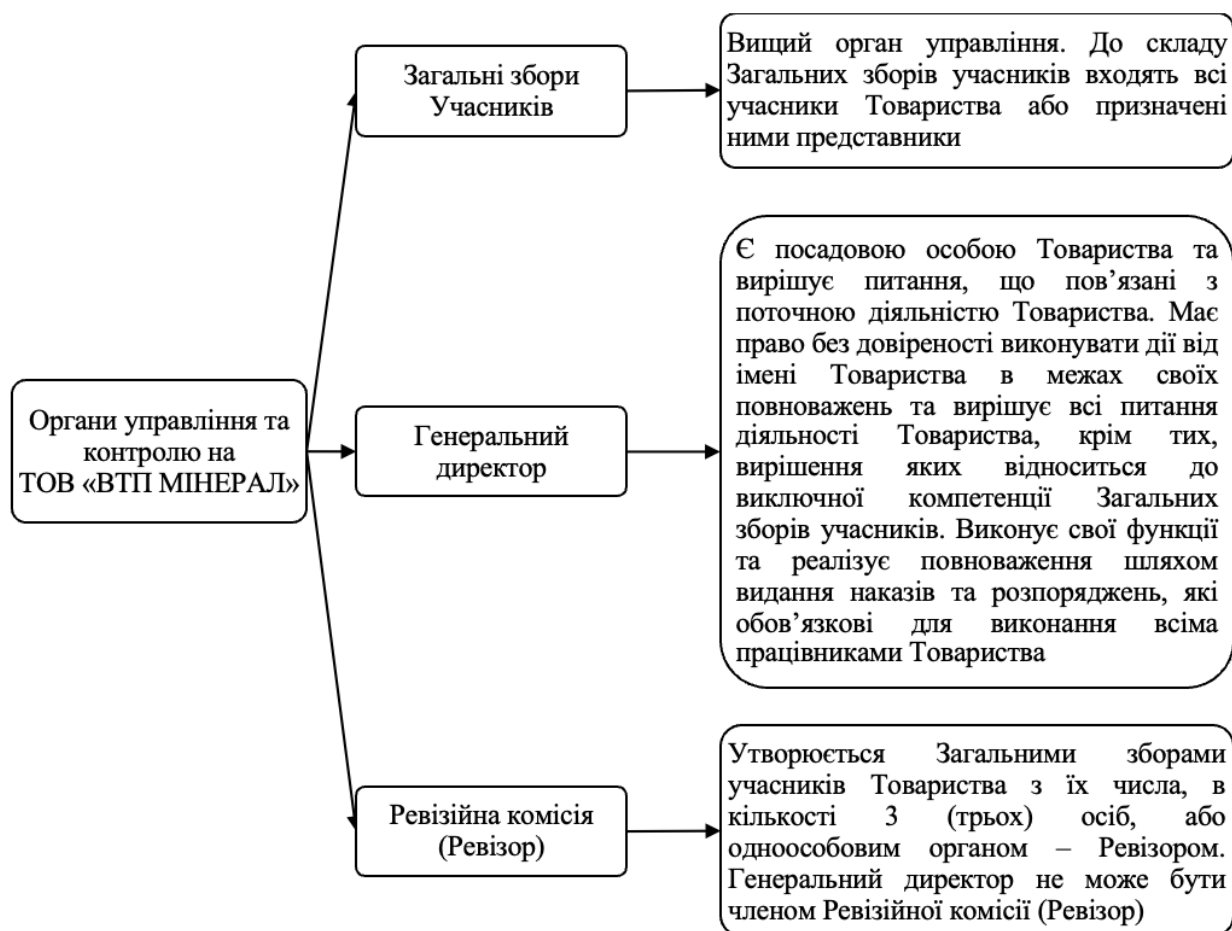 Загальні збори
Учасників
Вищий орган управління. До складу
Загальних зборів учасників входять всі
учасники Товариства або призначені
ними представники
Органи управління та
контролю на
ТОВ «ВТП МІНЕРАЛ»
Генеральний
директор
Є посадовою особою Товариства та
вирішує питання, що пов’язані з
поточною діяльністю Товариства. Має
право без довіреності виконувати дії від
імені Товариства в межах своїх
повноважень та вирішує всі питання
діяльності Товариства, крім тих,
вирішення яких відноситься до
виключної компетенції Загальних
зборів учасників. Виконує свої функції
та реалізує повноваження шляхом
видання наказів та розпоряджень, які
обов’язкові для виконання всіма
працівниками Товариства
Ревізійна комісія
(Ревізор)
Утворюється Загальними зборами
учасників Товариства з їх числа, в
кількості 3 (трьох) осіб, або
одноособовим органом – Ревізором.
Генеральний директор не може бути
членом Ревізійної комісії (Ревізор)